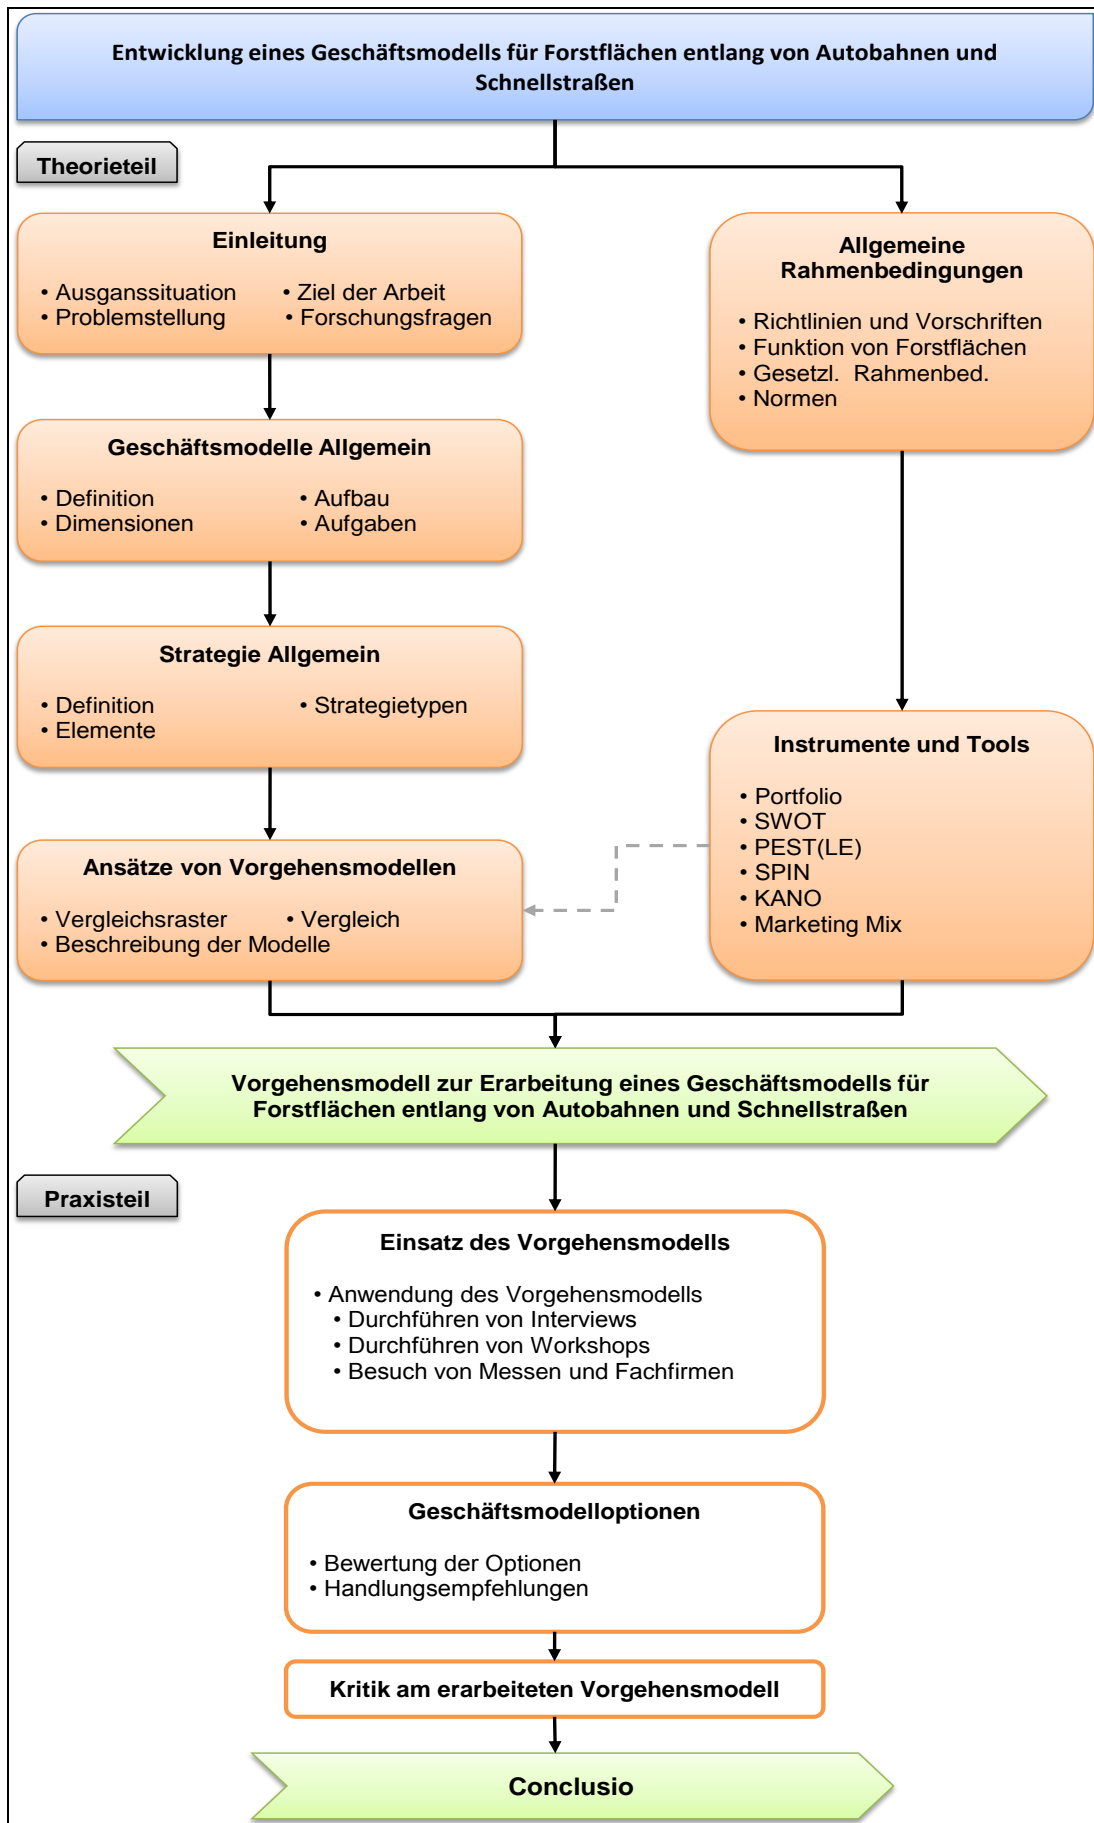 Entwicklung eines Geschäftsmodells für Forstflächen entlang von Autobahnen und
Schnellstraßen
Theorieteil
Einleitung
• Ausganssituation • Ziel der Arbeit
• Problemstellung • Forschungsfragen
Allgemeine
Rahmenbedingungen
• Richtlinien und Vorschriften
• Funktion von Forstflächen
• Gesetzl. Rahmenbed.
• Normen
Geschäftsmodelle Allgemein
• Definition • Aufbau
• Dimensionen • Aufgaben
Strategie Allgemein
• Definition • Strategietypen
• Elemente
Instrumente und Tools
• Portfolio
• SWOT
• PEST(LE)
• SPIN
• KANO
• Marketing Mix
Ansätze von Vorgehensmodellen
• Vergleichsraster • Vergleich
• Beschreibung der Modelle
Vorgehensmodell zur Erarbeitung eines Geschäftsmodells für
Forstflächen entlang von Autobahnen und Schnellstraßen
Praxisteil
Einsatz des Vorgehensmodells
• Anwendung des Vorgehensmodells
• Durchführen von Interviews
• Durchführen von Workshops
• Besuch von Messen und Fachfirmen
Geschäftsmodelloptionen
• Bewertung der Optionen
• Handlungsempfehlungen
Kritik am erarbeiteten Vorgehensmodell
Conclusio